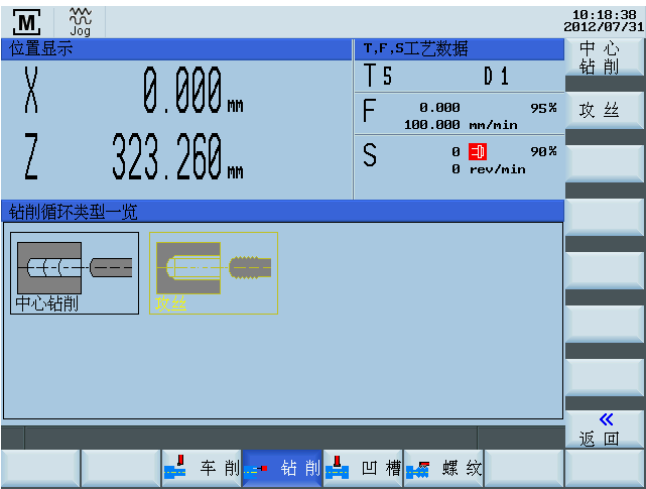 M
Jog
10:18:38
2012/07/31
位置显示
X 0.000 mm
Z 323.260 mm
T,F,S工艺数据
T 5 D 1
F 0.000 95%
100.000 mm/min
S 0 90%
0 rev/min
中心
钻削
攻丝
钻削循环类型一览
中心钻削
攻丝
«
返回
车削
钻削
凹槽
螺纹